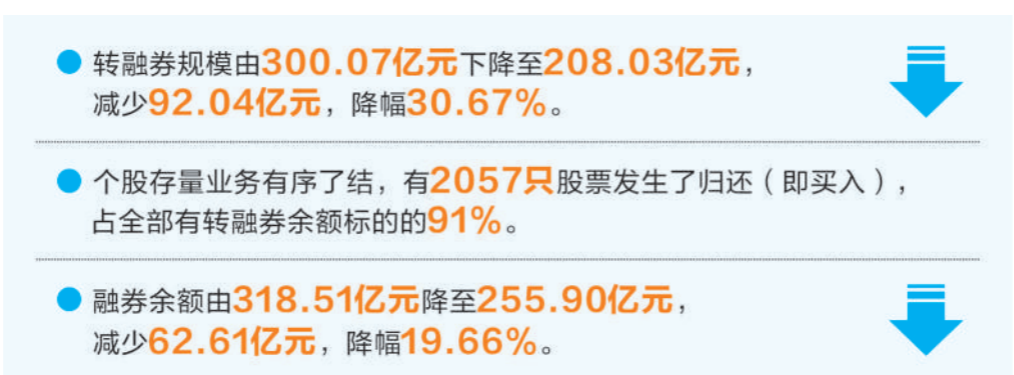 ● 转融券规模由300.07亿元下降至208.03亿元，
减少92.04亿元，降幅30.67%。
● 个股存量业务有序了结，有2057只股票发生了归还（即买入），
占全部有转融券余额标的的91%。
● 融券余额由318.51亿元降至255.90亿元，
减少62.61亿元，降幅19.66%。